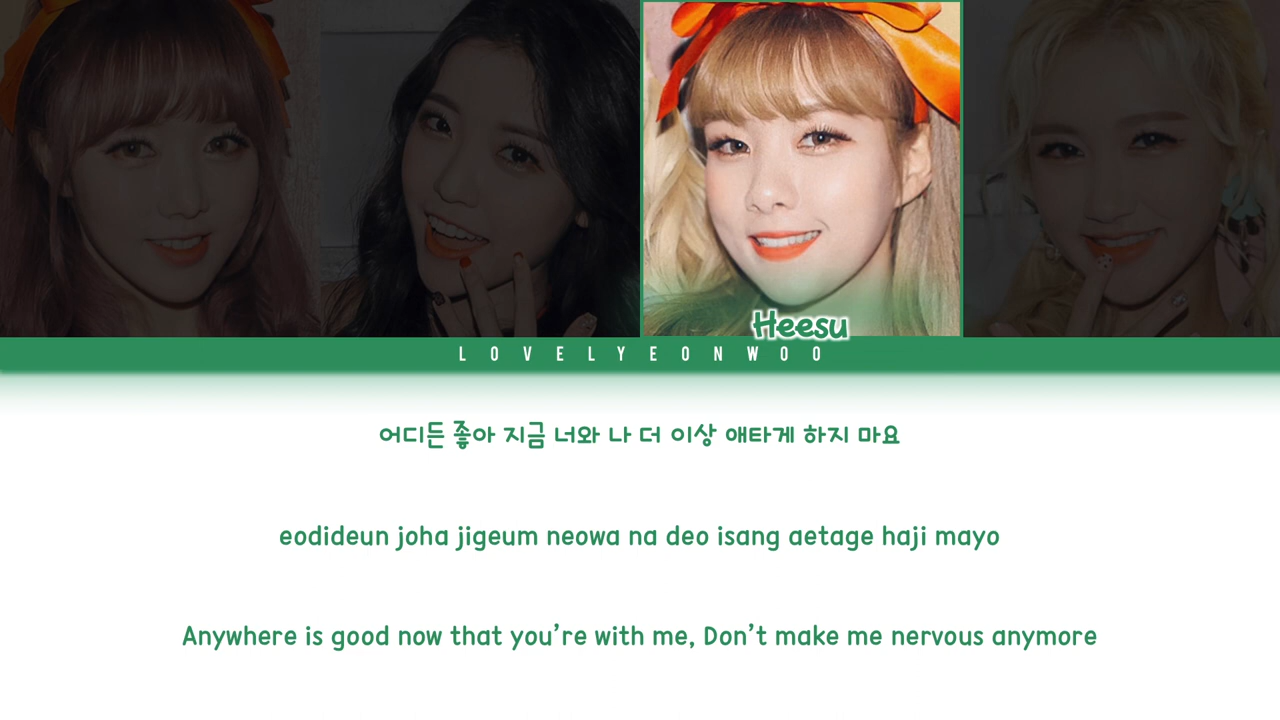 Heesu
LOVELYEONWOO
어디든 좋아 지금 너와 나 더 이상 애타게 하지 마요
eodideun joha jigeum neowa na deo isang aetage haji mayo
Anywhere is good now that you’re with me, Don’t make me nervous anymore